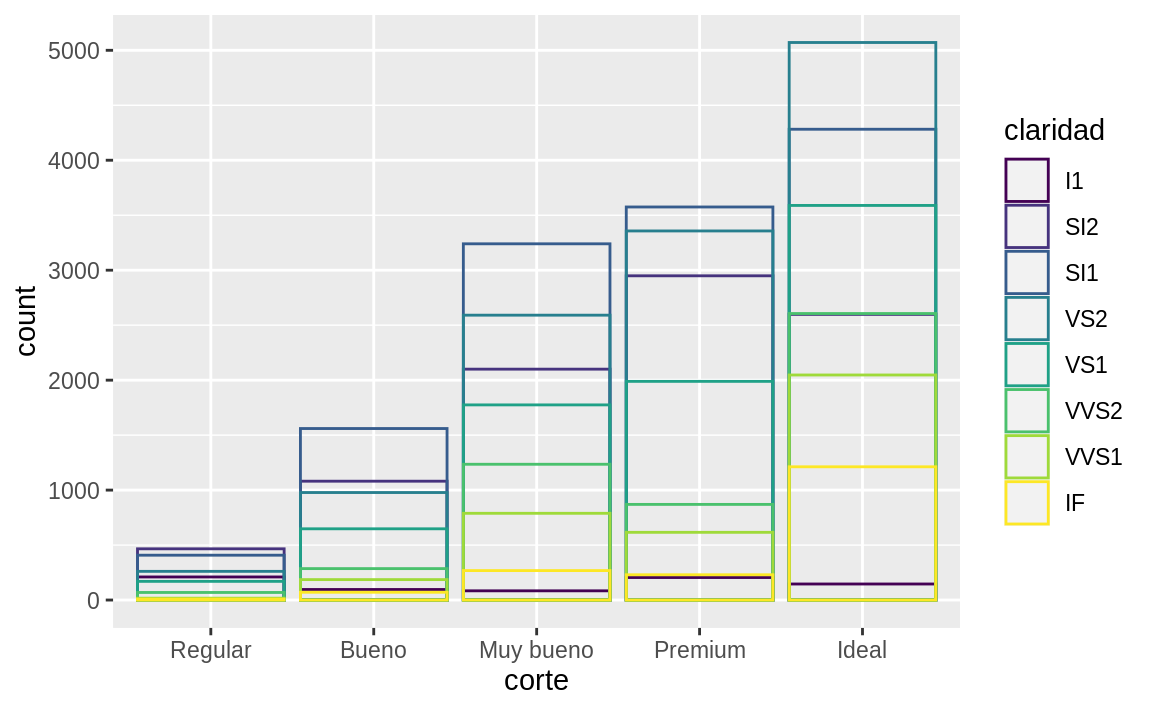 5000
4000
3000
2000
1000
0
count
Regular
Bueno
Muy bueno
Premium
Ideal
corte
claridad
I1
SI2
SI1
VS2
VS1
VVS2
VVS1
IF